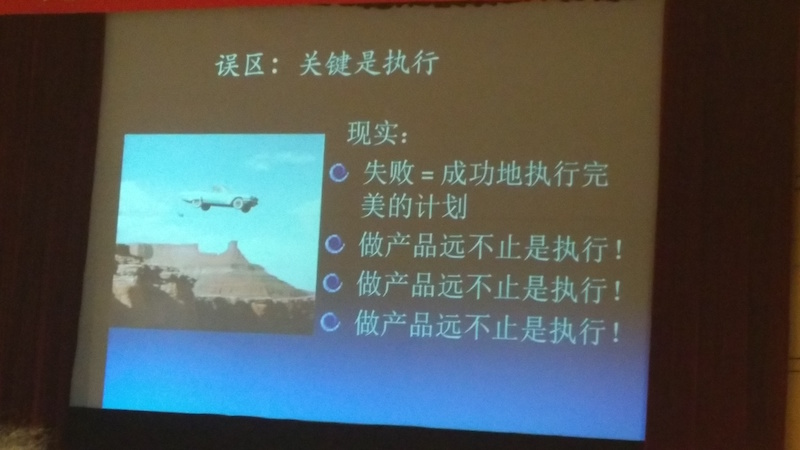 误区：关键是执行
现实：
失败 = 成功地执行完
美的计划
做产品远不止是执行！
做产品远不止是执行！
做产品远不止是执行！